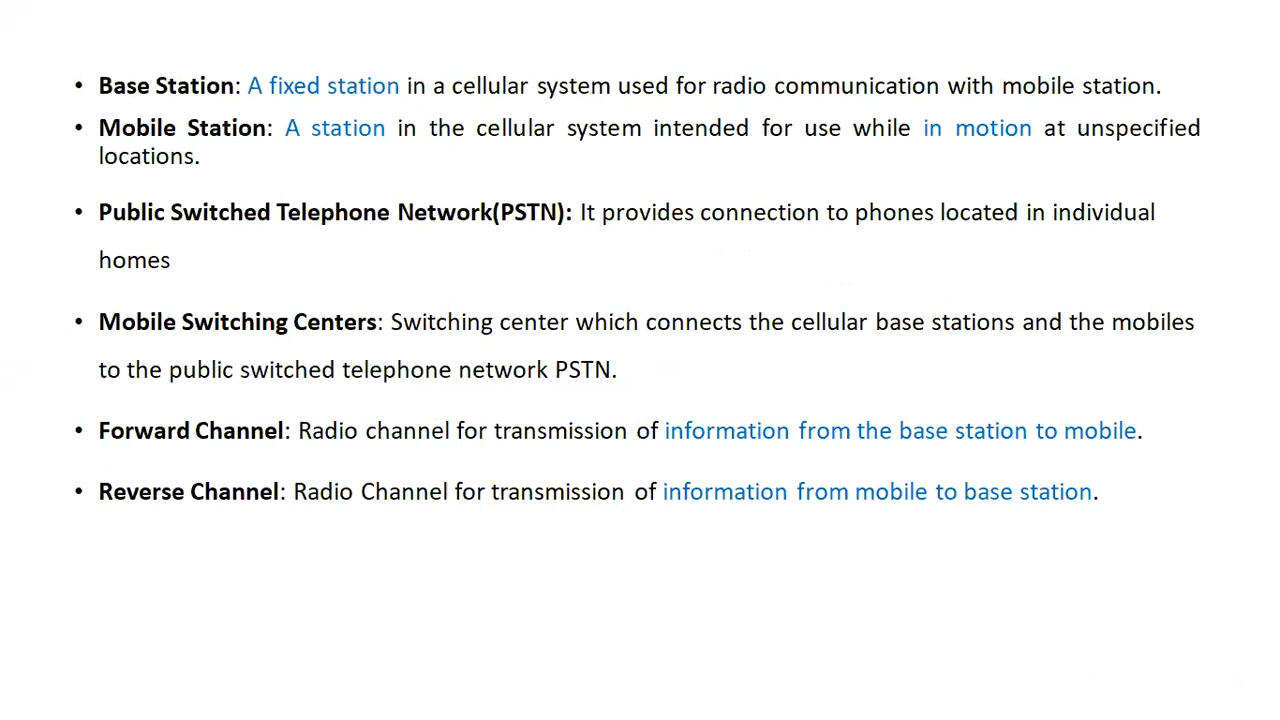 • Base Station: A fixed station in a cellular system used for radio communication with mobile station.
• Mobile Station: A station in the cellular system intended for use while in motion at unspecified
locations.
• Public Switched Telephone Network(PSTN): It provides connection to phones located in individual
homes
• Mobile Switching Centers: Switching center which connects the cellular base stations and the mobiles
to the public switched telephone network PSTN.
• Forward Channel: Radio channel for transmission of information from the base station to mobile.
• Reverse Channel: Radio Channel for transmission of information from mobile to base station.